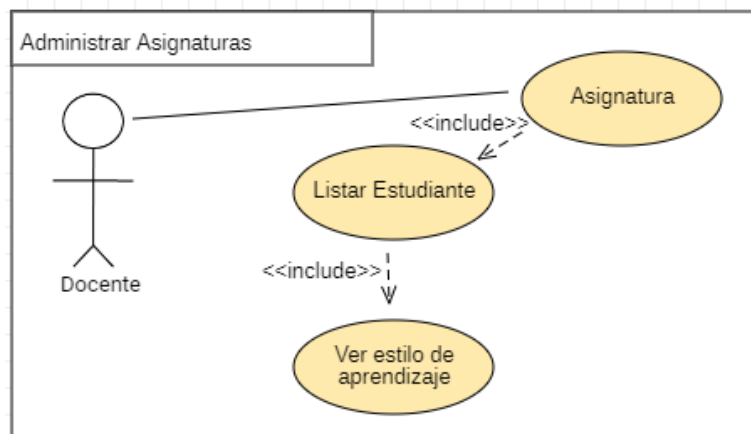 Administrar Asignaturas
Asignatura
<<include>>
Listar Estudiante
<<include>>
Docente
Ver estilo de
aprendizaje